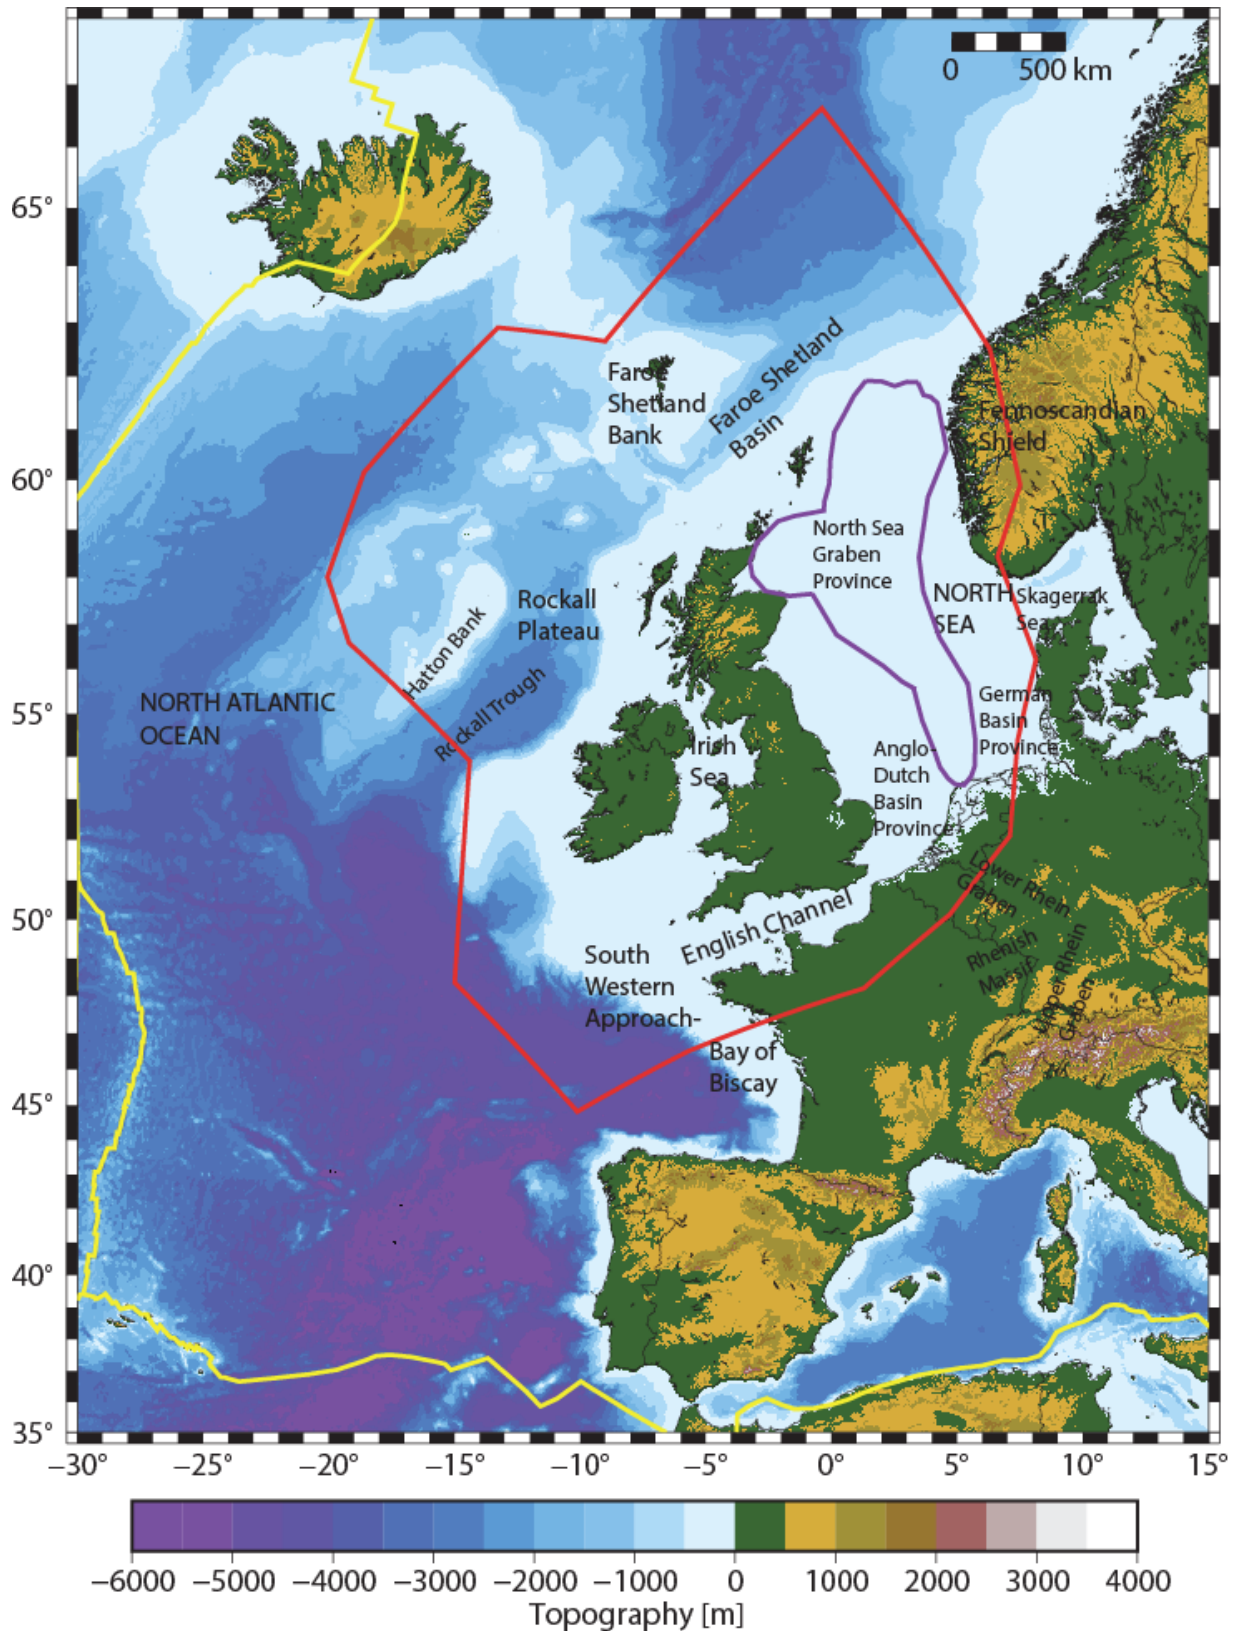 0
500 km
65°
60°
55°
50°
45°
40°
35°
Faroe
Shetland
Bank
Faroe Shetland
Basin
Fennoscandian
Shield
North Sea
Graben
Province
NORTH
SEA
Skagerrak
Sea
Rockall
Plateau
Hatton Bank
Rockall Trough
NORTH ATLANTIC
OCEAN
German
Basin
Province
Irish
Sea
Anglo-
Dutch
Basin
Province
Lower Rhein
Graben
English Channel
Rhenish
Massif
Upper Rhein
Graben
South
Western
Approach-
Bay of
Biscay
−30°
−25°
−20°
−15°
−10°
−5°
0°
5°
10°
15°
−6000
−5000
−4000
−3000
−2000
−1000
0
1000
2000
3000
4000
Topography [m]